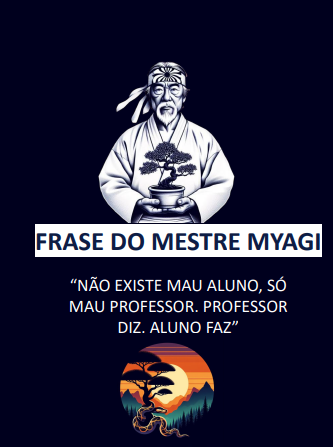 FRASE DO MESTRE MYAGI
“NÃO EXISTE MAU ALUNO, SÓ
MAU PROFESSOR. PROFESSOR
DIZ. ALUNO FAZ”